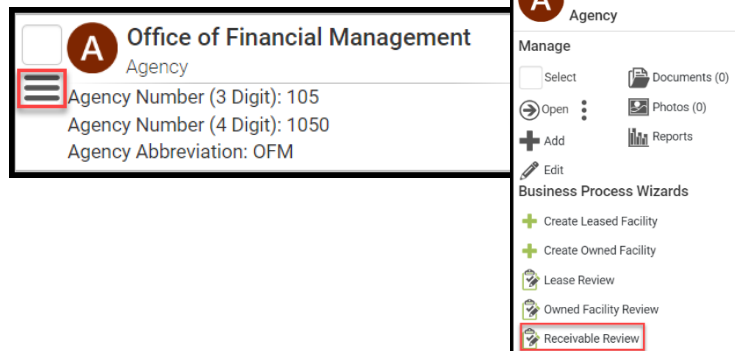 A
Office of Financial Management
Agency
Agency Number (3 Digit): 105
Agency Number (4 Digit): 1050
Agency Abbreviation: OFM
A
Agency
Manage
Select
Documents (0)
Open
Photos (0)
Add
Reports
Edit
Business Process Wizards
Create Leased Facility
Create Owned Facility
Lease Review
Owned Facility Review
Receivable Review